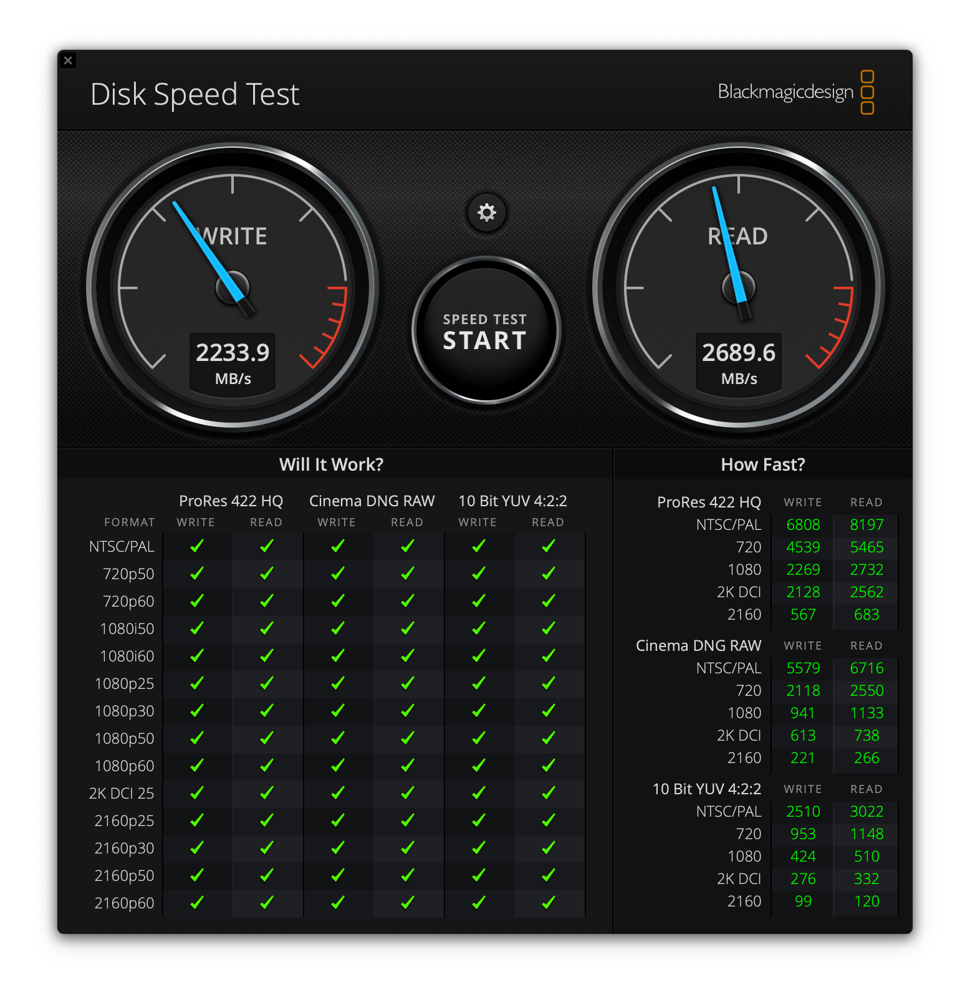 Disk Speed Test
Blackmagicdesign
WRITE
2233.9
MB/s
SPEED TEST
START
READ
2689.6
MB/s
Will It Work?
ProRes 422 HQ Cinema DNG RAW 10 Bit YUV 4:2:2
FORMAT WRITE READ WRITE READ WRITE READ
NTSC/PAL ✓ ✓ ✓ ✓ ✓ ✓
720p50 ✓ ✓ ✓ ✓ ✓ ✓
720p60 ✓ ✓ ✓ ✓ ✓ ✓
1080i50 ✓ ✓ ✓ ✓ ✓ ✓
1080i60 ✓ ✓ ✓ ✓ ✓ ✓
1080p25 ✓ ✓ ✓ ✓ ✓ ✓
1080p30 ✓ ✓ ✓ ✓ ✓ ✓
1080p50 ✓ ✓ ✓ ✓ ✓ ✓
1080p60 ✓ ✓ ✓ ✓ ✓ ✓
2K DCI 25 ✓ ✓ ✓ ✓ ✓ ✓
2160p25 ✓ ✓ ✓ ✓ ✓ ✓
2160p30 ✓ ✓ ✓ ✓ ✓ ✓
2160p50 ✓ ✓ ✓ ✓ ✓ ✓
2160p60 ✓ ✓ ✓ ✓ ✓ ✓
How Fast?
ProRes 422 HQ WRITE READ
NTSC/PAL 6808 8197
720 4539 5465
1080 2269 2732
2K DCI 2128 2562
2160 567 683
Cinema DNG RAW WRITE READ
NTSC/PAL 5579 6716
720 2118 2550
1080 941 1133
2K DCI 613 738
2160 221 266
10 Bit YUV 4:2:2 WRITE READ
NTSC/PAL 2510 3022
720 953 1148
1080 424 510
2K DCI 276 332
2160 99 120